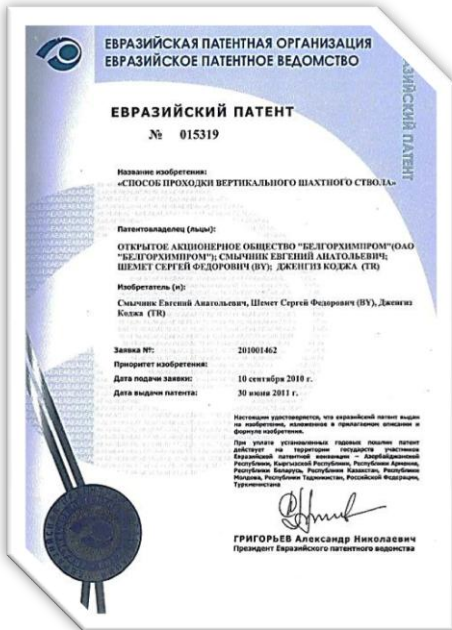 ЕВРАЗИЙСКАЯ ПАТЕНТНАЯ ОРГАНИЗАЦИЯ
ЕВРАЗИЙСКОЕ ПАТЕНТНОЕ ВЕДОМСТВО
ЕВРАЗИЙСКИЙ ПАТЕНТ
ЕВРАЗИЙСКИЙ ПАТЕНТ
№ 015319
Название изобретения:
«СПОСОБ ПРОХОДКИ ВЕРТИКАЛЬНОГО ШАХТНОГО СТВОЛА»
Патентовладелец (льцы):
ОТКРЫТОЕ АКЦИОНЕРНОЕ ОБЩЕСТВО "БЕЛГОРХИМПРОМ"(ОАО
"БЕЛГОРХИМПРОМ"); СМЫЧНИК ЕВГЕНИЙ АНАТОЛЬЕВИЧ;
ШЕМЕТ СЕРГЕЙ ФЕДОРОВИЧ (BY); ДЖЕНГИЗ КОДЖА (TR)
Изобретатель (и):
Смычник Евгений Анатольевич, Шемет Сергей Федорович (BY), Дженгиз
Коджа (TR)
Заявка №: 201001462
Приоритет изобретения:
Дата подачи заявки: 10 сентября 2010 г.
Дата выдачи патента: 30 июня 2011 г.
Настоящим удостоверяется, что евразийский патент выдан
на изобретение, изложенное в прилагаемом описании и
формуле изобретения.
При уплате установленных годовых пошлин патент
действует на территории государств участников
Евразийской патентной конвенции – Азербайджанской
Республики, Кыргызской Республики, Республики Армения,
Республики Беларусь, Республики Казахстан, Республики
Молдова, Республики Таджикистан, Российской Федерации,
Туркменистана
ГРИГОРЬЕВ Александр Николаевич
Президент Евразийского патентного ведомства